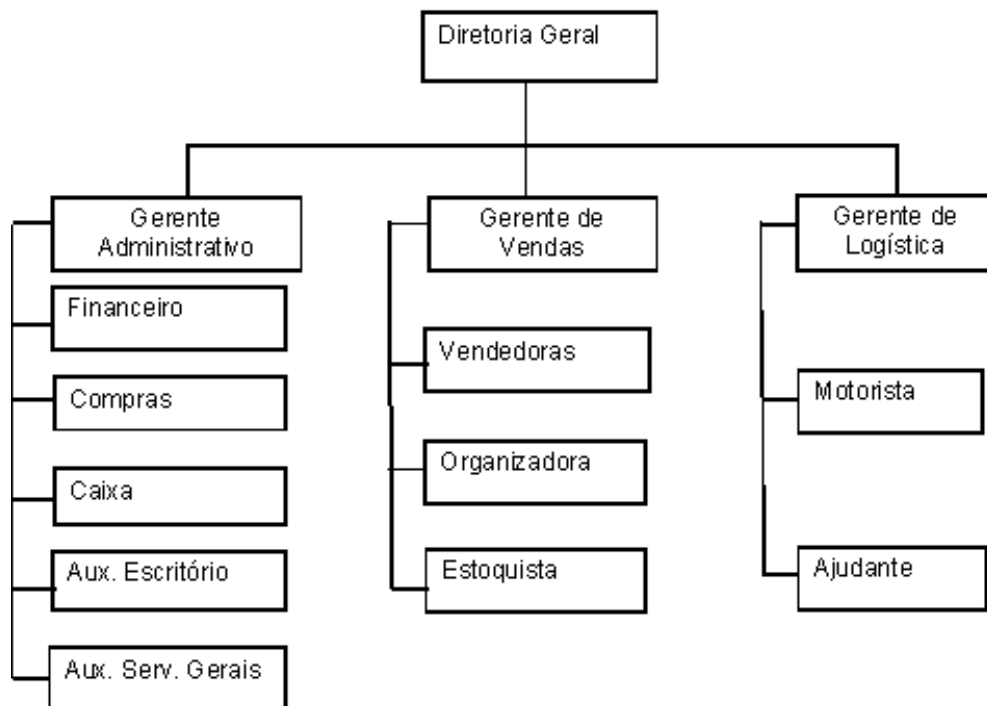 Diretoria Geral
Gerente
Administrativo
Financeiro
Compras
Caixa
Aux. Escritório
Aux. Serv. Gerais
Gerente de
Vendas
Vendedoras
Organizadora
Estoquista
Gerente de
Logística
Motorista
Ajudante